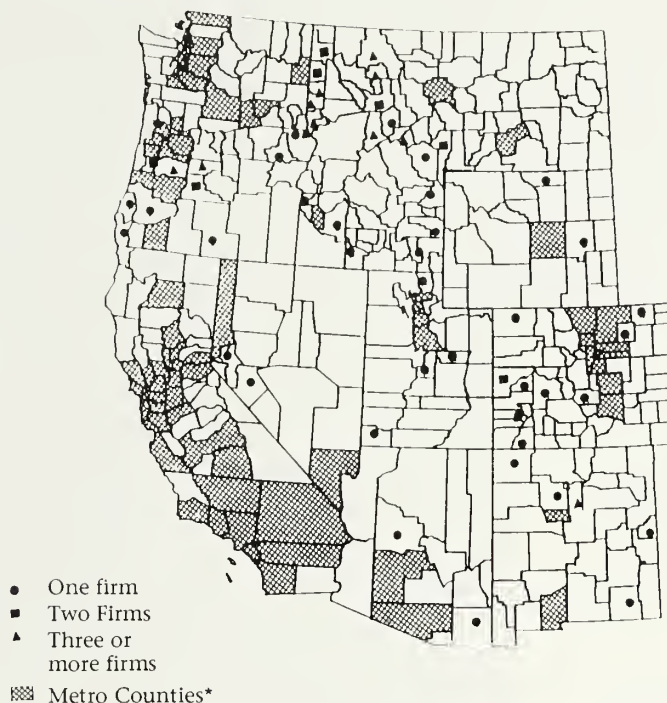 One firm
Two Firms
Three or
more firms
Metro Counties*